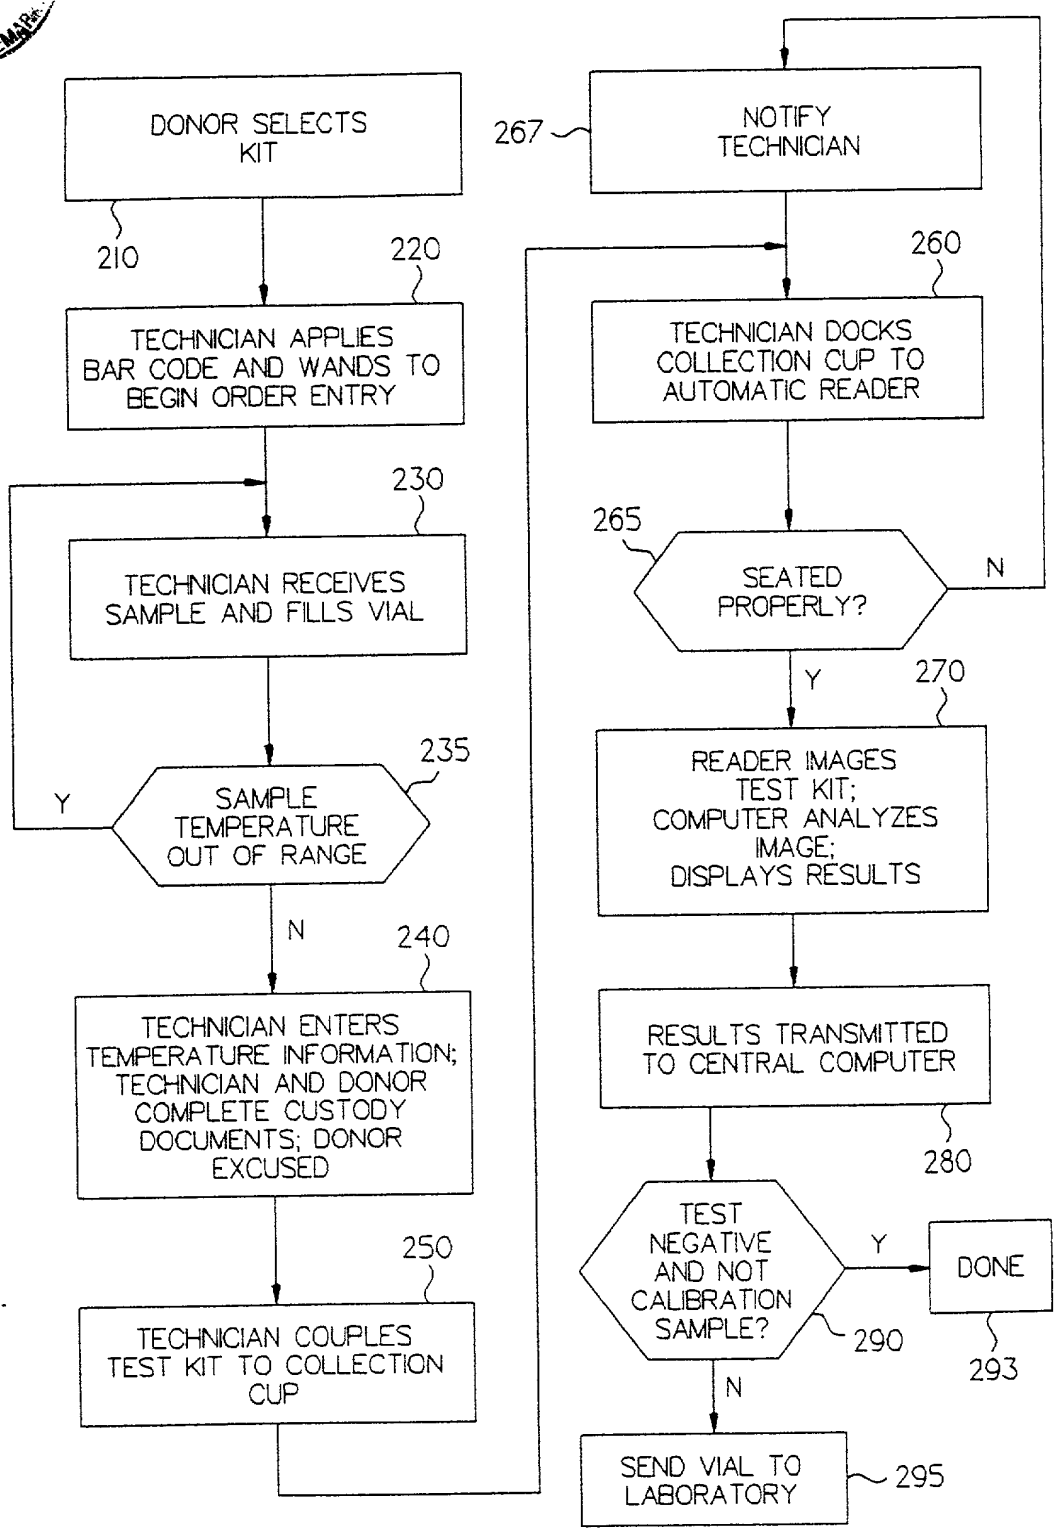 DONOR SELECTS
KIT
210
220
TECHNICIAN APPLIES
BAR CODE AND WANDS TO
BEGIN ORDER ENTRY
230
TECHNICIAN RECEIVES
SAMPLE AND FILLS VIAL
235
SAMPLE
TEMPERATURE
OUT OF RANGE
Y
N
240
TECHNICIAN ENTERS
TEMPERATURE INFORMATION;
TECHNICIAN AND DONOR
COMPLETE CUSTODY
DOCUMENTS; DONOR
EXCUSED
250
TECHNICIAN COUPLES
TEST KIT TO COLLECTION
CUP
267
NOTIFY
TECHNICIAN
260
TECHNICIAN DOCKS
COLLECTION CUP TO
AUTOMATIC READER
265
SEATED
PROPERLY?
N
Y
270
READER IMAGES
TEST KIT;
COMPUTER ANALYZES
IMAGE;
DISPLAYS RESULTS
RESULTS TRANSMITTED
TO CENTRAL COMPUTER
280
TEST
NEGATIVE
AND NOT
CALIBRATION
SAMPLE?
290
Y
DONE
293
N
SEND VIAL TO
LABORATORY
295